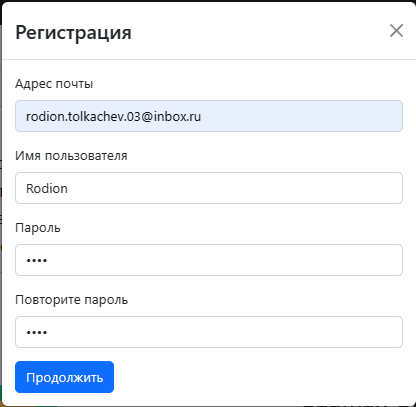 Регистрация
Адрес почты
rodion.tolkachev.03@inbox.ru
Имя пользователя
Rodion
Пароль
••••
Повторите пароль
••••
Продолжить